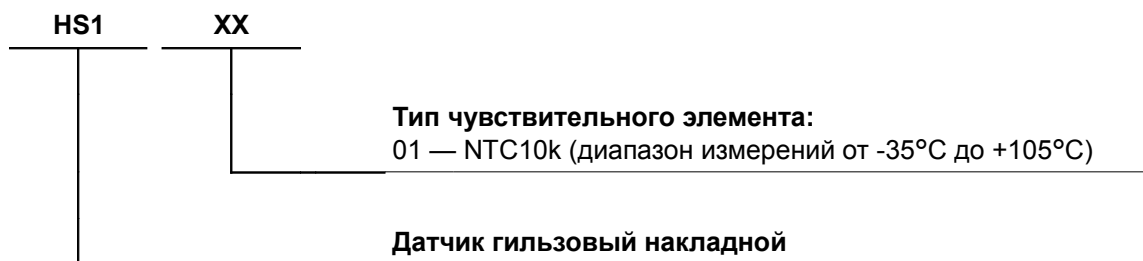 HS1 XX
Тип чувствительного элемента:
01 — NTC10k (диапазон измерений от -35°C до +105°C)
Датчик гильзовый накладной